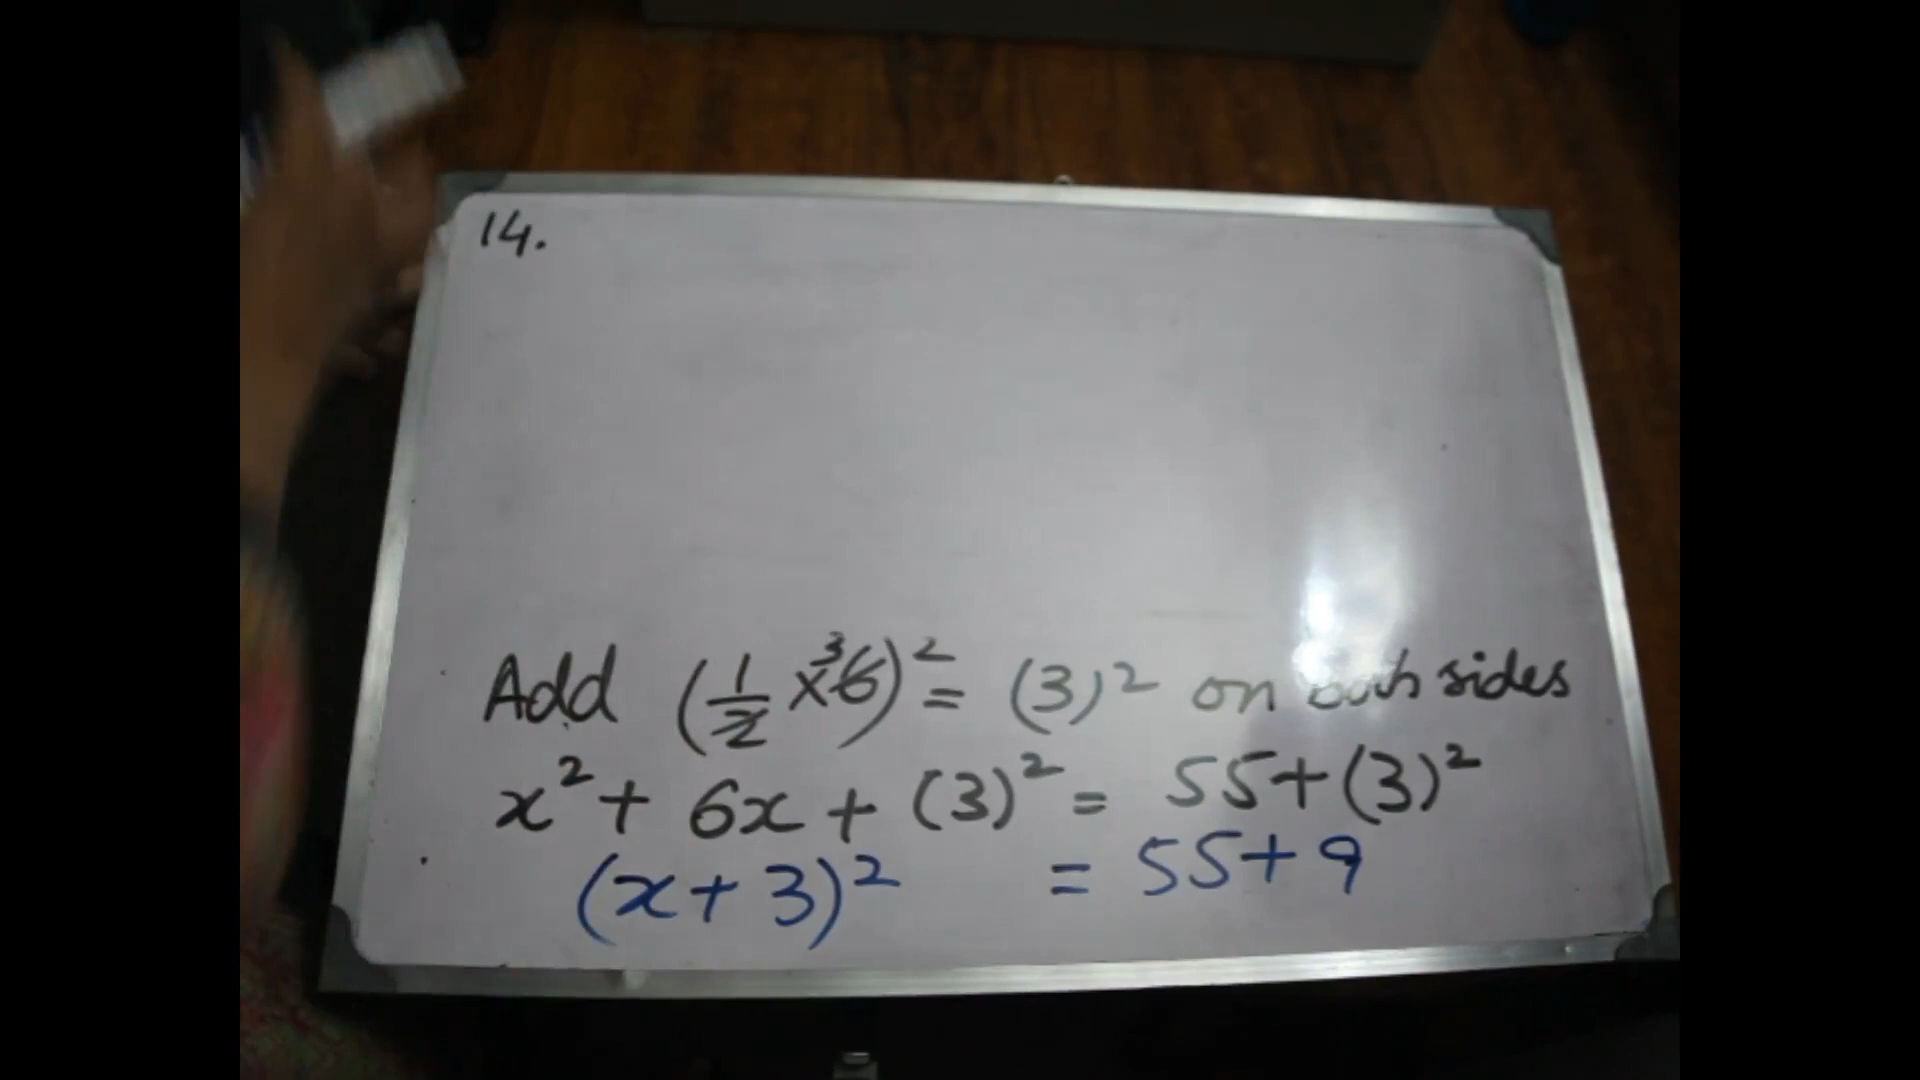 14.
Add (1/2 × 6)² 3 = (3)² on both sides
x² + 6x + (3)² = 55 + (3)²
(x + 3)² = 55 + 9